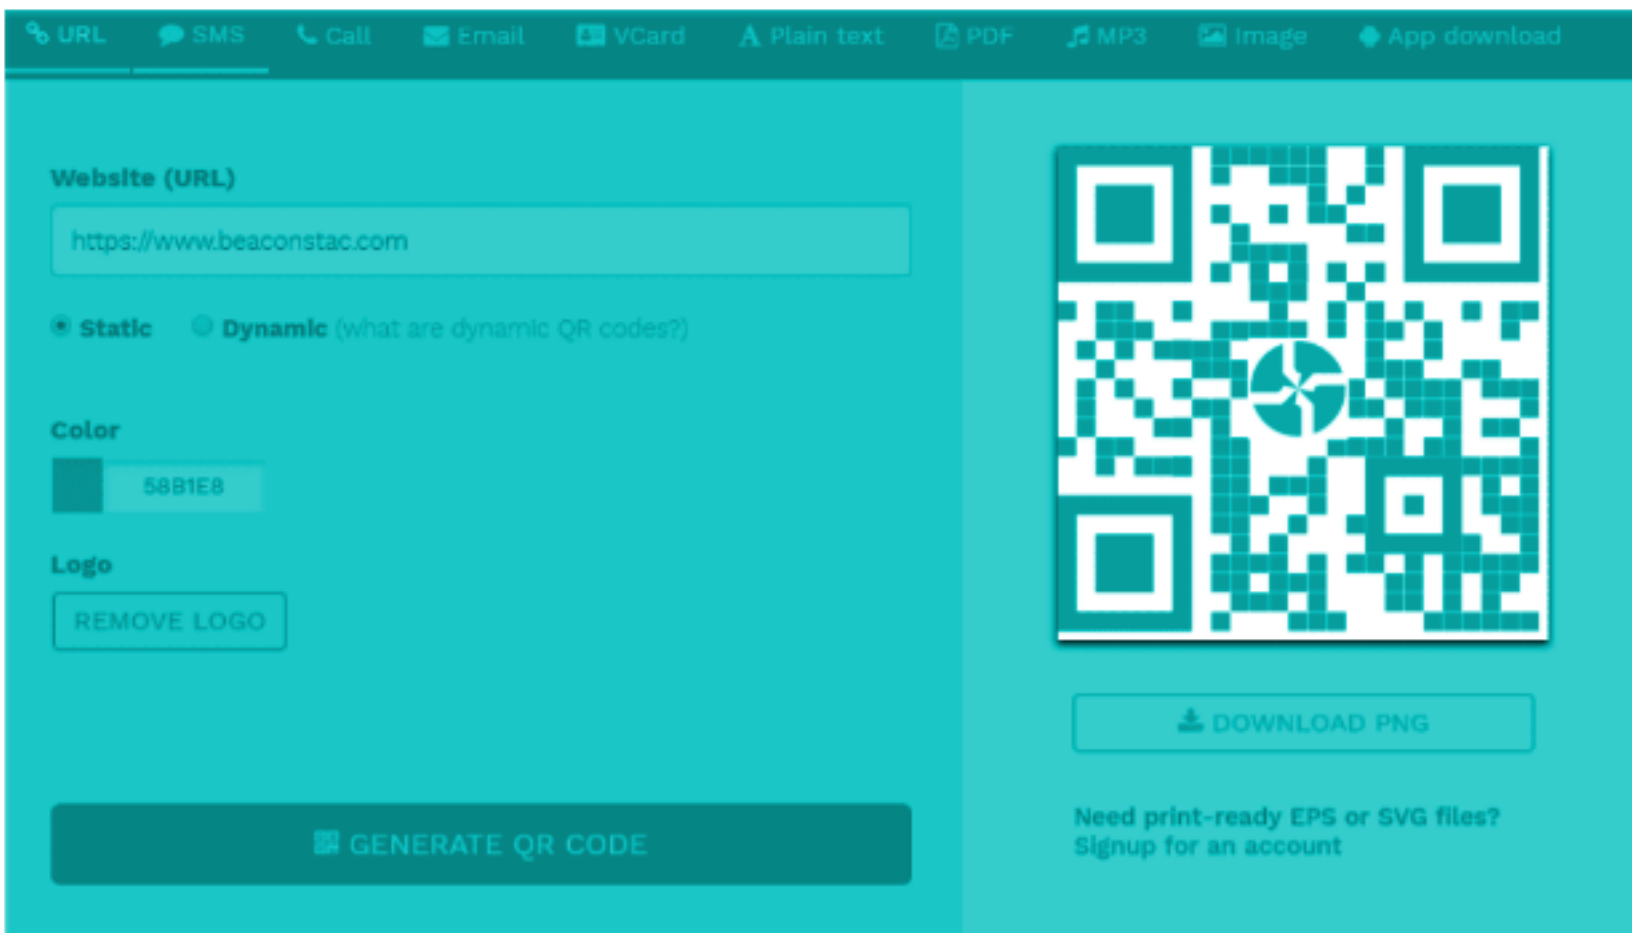 URL SMS Call Email VCard Plain text PDF MP3 Image App download
Website (URL)
https://www.beaconstac.com
Static Dynamic (what are dynamic QR codes?)
Color
58B1E8
Logo
REMOVE LOGO
GENERATE QR CODE
DOWNLOAD PNG
Need print-ready EPS or SVG files?
Signup for an account